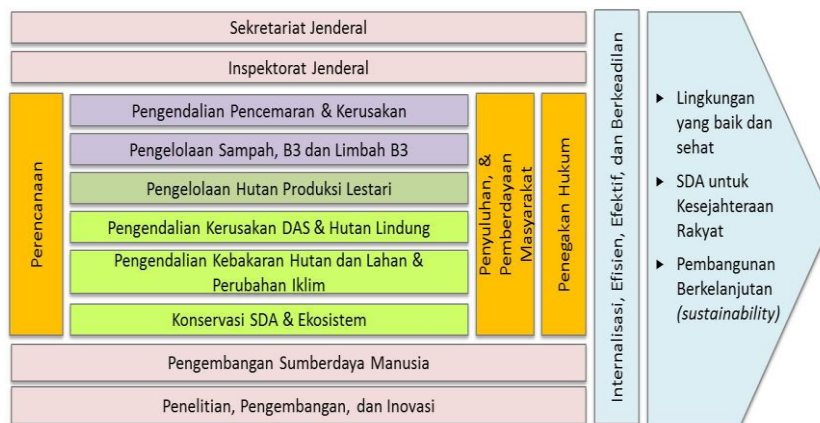 Sekretariat Jenderal
Inspektorat Jenderal
Perencanaan
Pengendalian Pencemaran & Kerusakan
Pengelolaan Sampah, B3 dan Limbah B3
Pengelolaan Hutan Produksi Lestari
Pengendalian Kerusakan DAS & Hutan Lindung
Pengendalian Kebakaran Hutan dan Lahan &
Perubahan Iklim
Konservasi SDA & Ekosistem
Penyuluhan, &
Pemberdayaan
Masyarakat
Penegakan Hukum
Pengembangan Sumberdaya Manusia
Penelitian, Pengembangan, dan Inovasi
Internalisasi, Efisien, Efektif, dan Berkeadilan
▸ Lingkungan
yang baik dan
sehat
▸ SDA untuk
Kesejahteraan
Rakyat
▸ Pembangunan
Berkelanjutan
(sustainability)